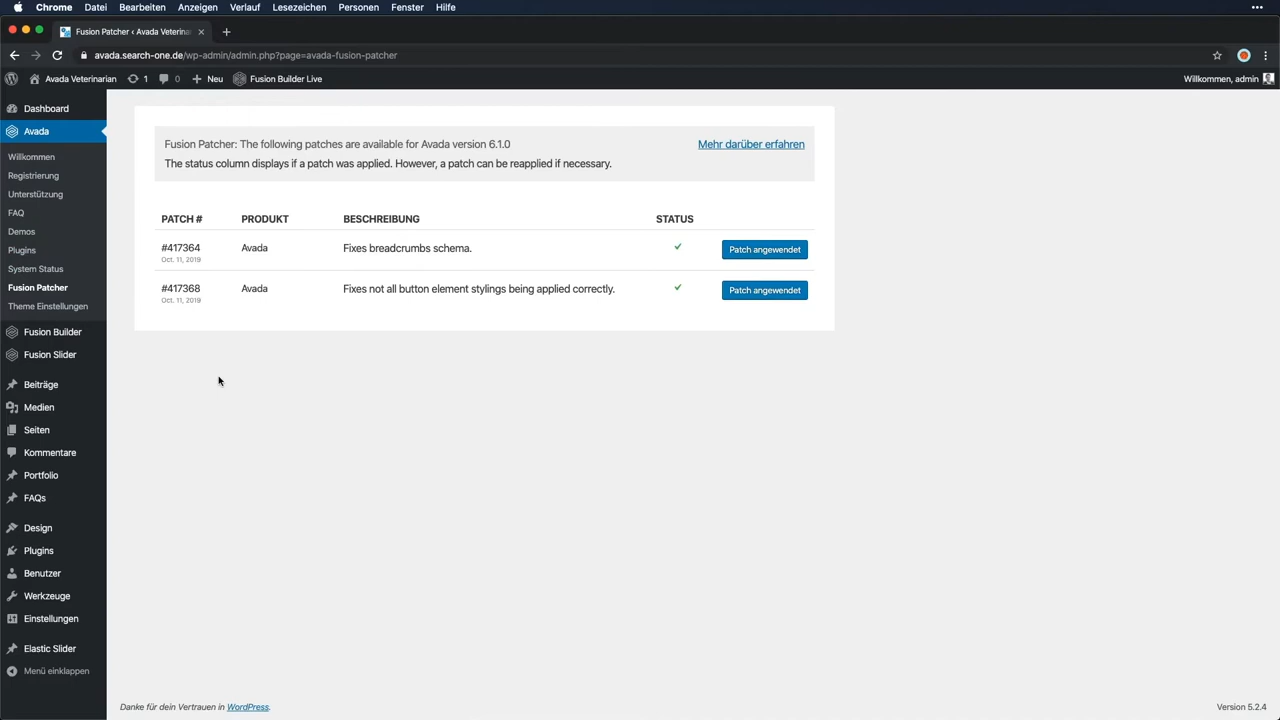 Chrome Datei Bearbeiten Anzeigen Verlauf Lesezeichen Personen Fenster Hilfe
Fusion Patcher ‹ Avada Veterinar
avada.search-one.de/wp-admin/admin.php?page=avada-fusion-patcher
Avada Veterinarian 1 0 Neu Fusion Builder Live Willkommen, admin
Dashboard
Avada
Willkommen
Registrierung
Unterstützung
FAQ
Demos
Plugins
System Status
Fusion Patcher
Theme Einstellungen
Fusion Builder
Fusion Slider
Beiträge
Medien
Seiten
Kommentare
Portfolio
FAQs
Design
Plugins
Benutzer
Werkzeuge
Einstellungen
Elastic Slider
Menü einklappen
Fusion Patcher: The following patches are available for Avada version 6.1.0 Mehr darüber erfahren
The status column displays if a patch was applied. However, a patch can be reapplied if necessary.
PATCH # PRODUKT BESCHREIBUNG STATUS
#417364 Avada Fixes breadcrumbs schema. Patch angewendet
Oct. 11, 2019
#417368 Avada Fixes not all button element stylings being applied correctly. Patch angewendet
Oct. 11, 2019
Danke für dein Vertrauen in WordPress. Version 5.2.4